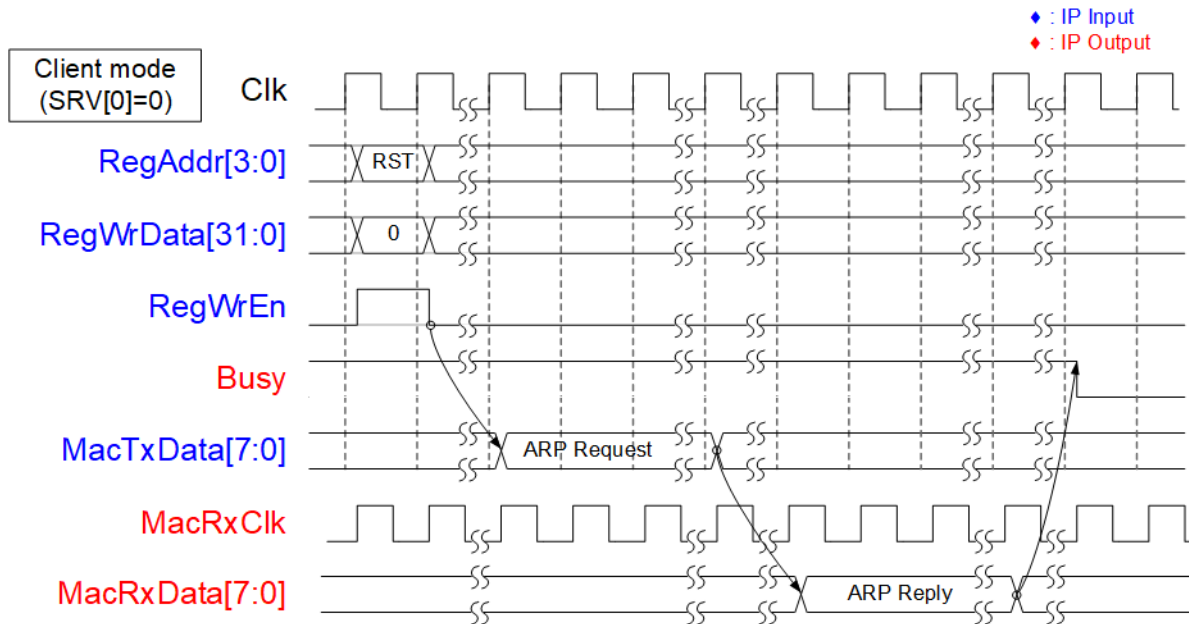 ♦ : IP Input
♦ : IP Output
Client mode
(SRV[0]=0)
Clk
RegAddr[3:0]
RST
RegWrData[31:0]
0
RegWrEn
Busy
MacTxData[7:0]
ARP Request
MacRxClk
MacRxData[7:0]
ARP Reply